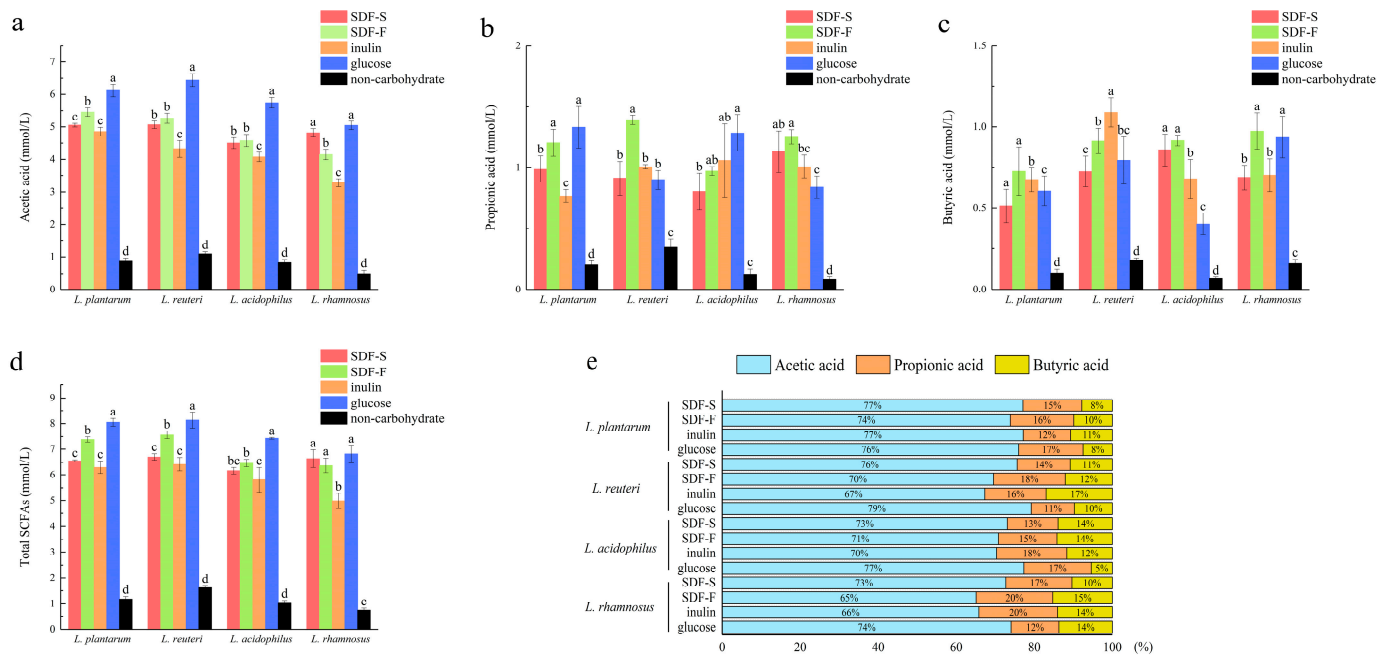 a
SDF-S
SDF-F
inulin
glucose
non-carbohydrate
Acetic acid (mmol/L)
7
6
5
4
3
2
1
0
c b c a d
b b c a d
b b c a d
a b c a d
L. plantarum L. reuteri L. acidophilus L. rhamnosus
b
SDF-S
SDF-F
inulin
glucose
non-carbohydrate
Propicnic acid (mmol/L)
2
1
0
b a c a d
b a b b c
b ab ab a c
ab a bc c d
L. plantarum L. reuteri L. acidophilus L. rhamnosus
c
SDF-S
SDF-F
inulin
glucose
non-carbohydrate
Butyric acid (mmol/L)
1.5
1.0
0.5
0.0
a a b b c
c b a bc d
a a b c d
b a b a c
L. plantarum L. reuteri L. acidophilus L. rhamnosus
d
SDF-S
SDF-F
inulin
glucose
non-carbohydrate
Total SCFAs (mmol/L)
9
8
7
6
5
4
3
2
1
0
c b c a d
c b c a d
bc b c a d
a a b a c
L. plantarum L. reuteri L. acidophilus L. rhamnosus
e
Acetic acid Propionic acid Butyric acid
L. plantarum
SDF-S 77% 15% 8%
SDF-F 74% 16% 10%
inulin 77% 12% 11%
glucose 76% 17% 8%
L. reuteri
SDF-S 76% 14% 11%
SDF-F 70% 18% 12%
inulin 67% 16% 17%
glucose 79% 11% 10%
L. acidophilus
SDF-S 73% 13% 14%
SDF-F 71% 15% 14%
inulin 70% 18% 12%
glucose 77% 17% 5%
L. rhamnosus
SDF-S 73% 17% 10%
SDF-F 65% 20% 15%
inulin 66% 20% 14%
glucose 74% 12% 14%
0 20 40 60 80 100 (%)